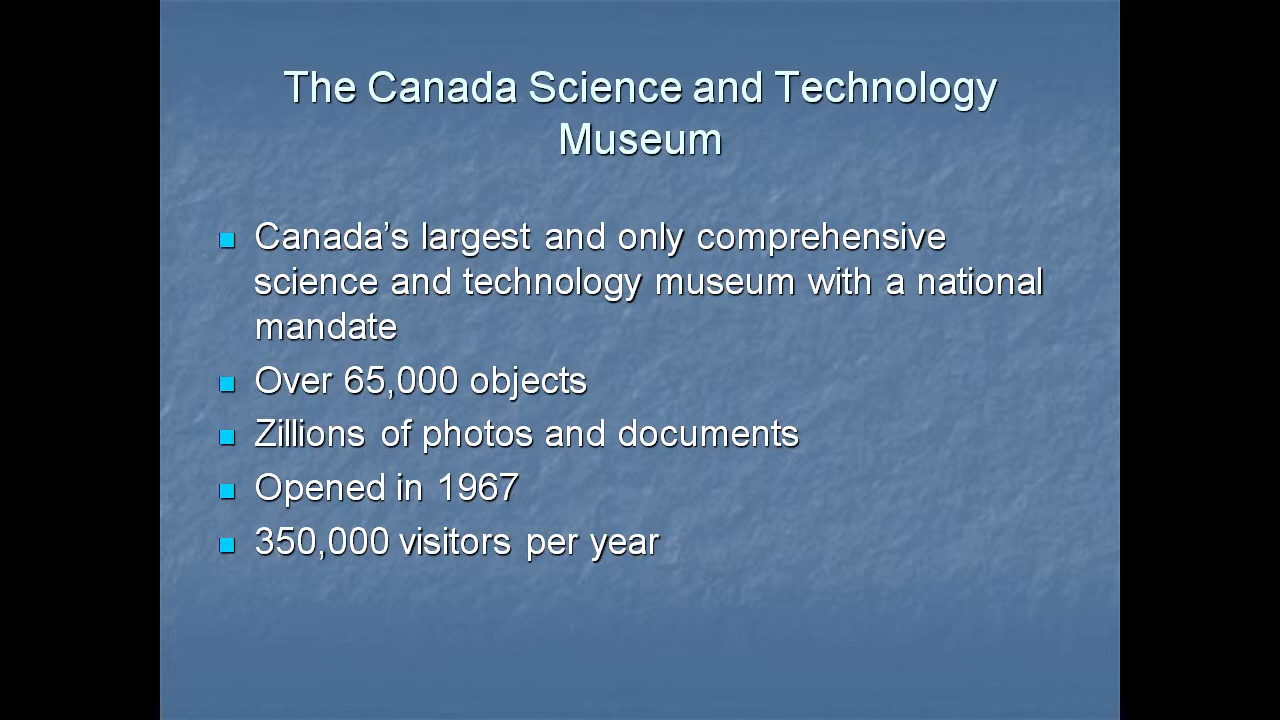 The Canada Science and Technology
Museum
Canada's largest and only comprehensive
science and technology museum with a national
mandate
Over 65,000 objects
Zillions of photos and documents
Opened in 1967
350,000 visitors per year